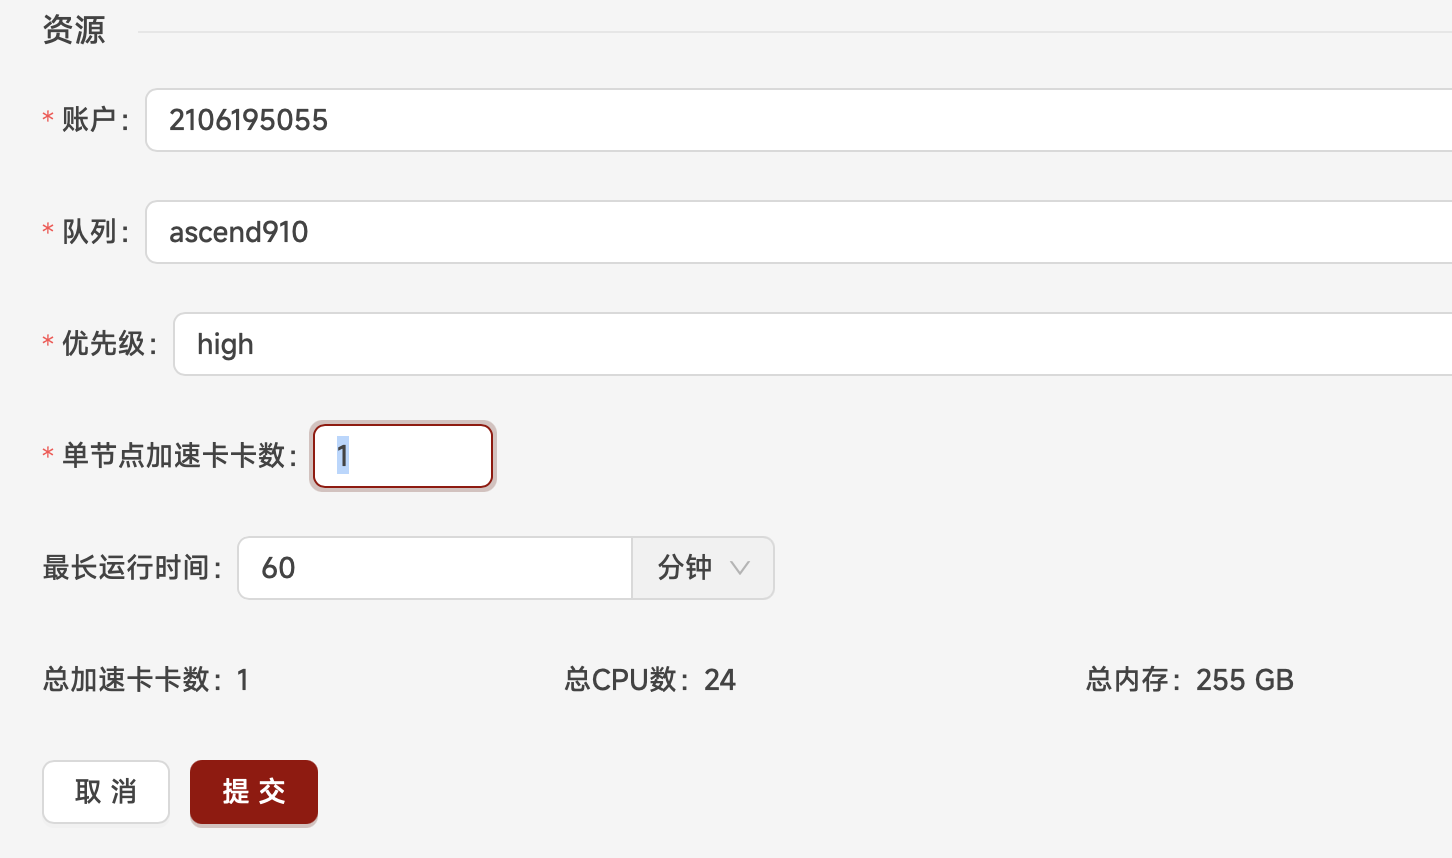 资源
* 账户： 2106195055
* 队列： ascend910
* 优先级： high
* 单节点加速卡卡数： 1
最长运行时间： 60 分钟
总加速卡卡数：1 总CPU数：24 总内存：255 GB
取 消 提 交